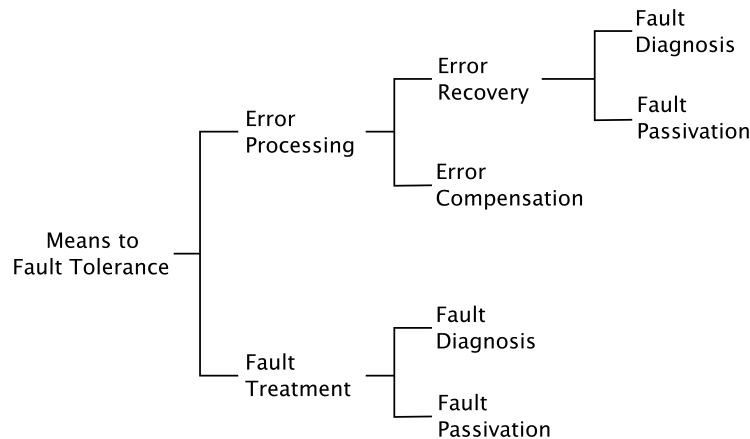 Fault
Diagnosis
Error
Recovery
Fault
Passivation
Error
Processing
Error
Compensation
Means to
Fault Tolerance
Fault
Diagnosis
Fault
Treatment
Fault
Passivation